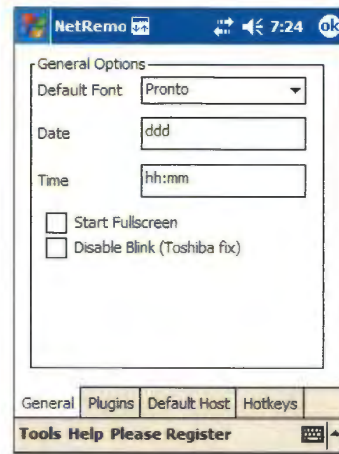 NetRemo 7:24 ok
General Options
Default Font Pronto
Date ddd
Time hh:mm
Start Fullscreen
Disable Blink (Toshiba fix)
General Plugins Default Host Hotkeys
Tools Help Please Register